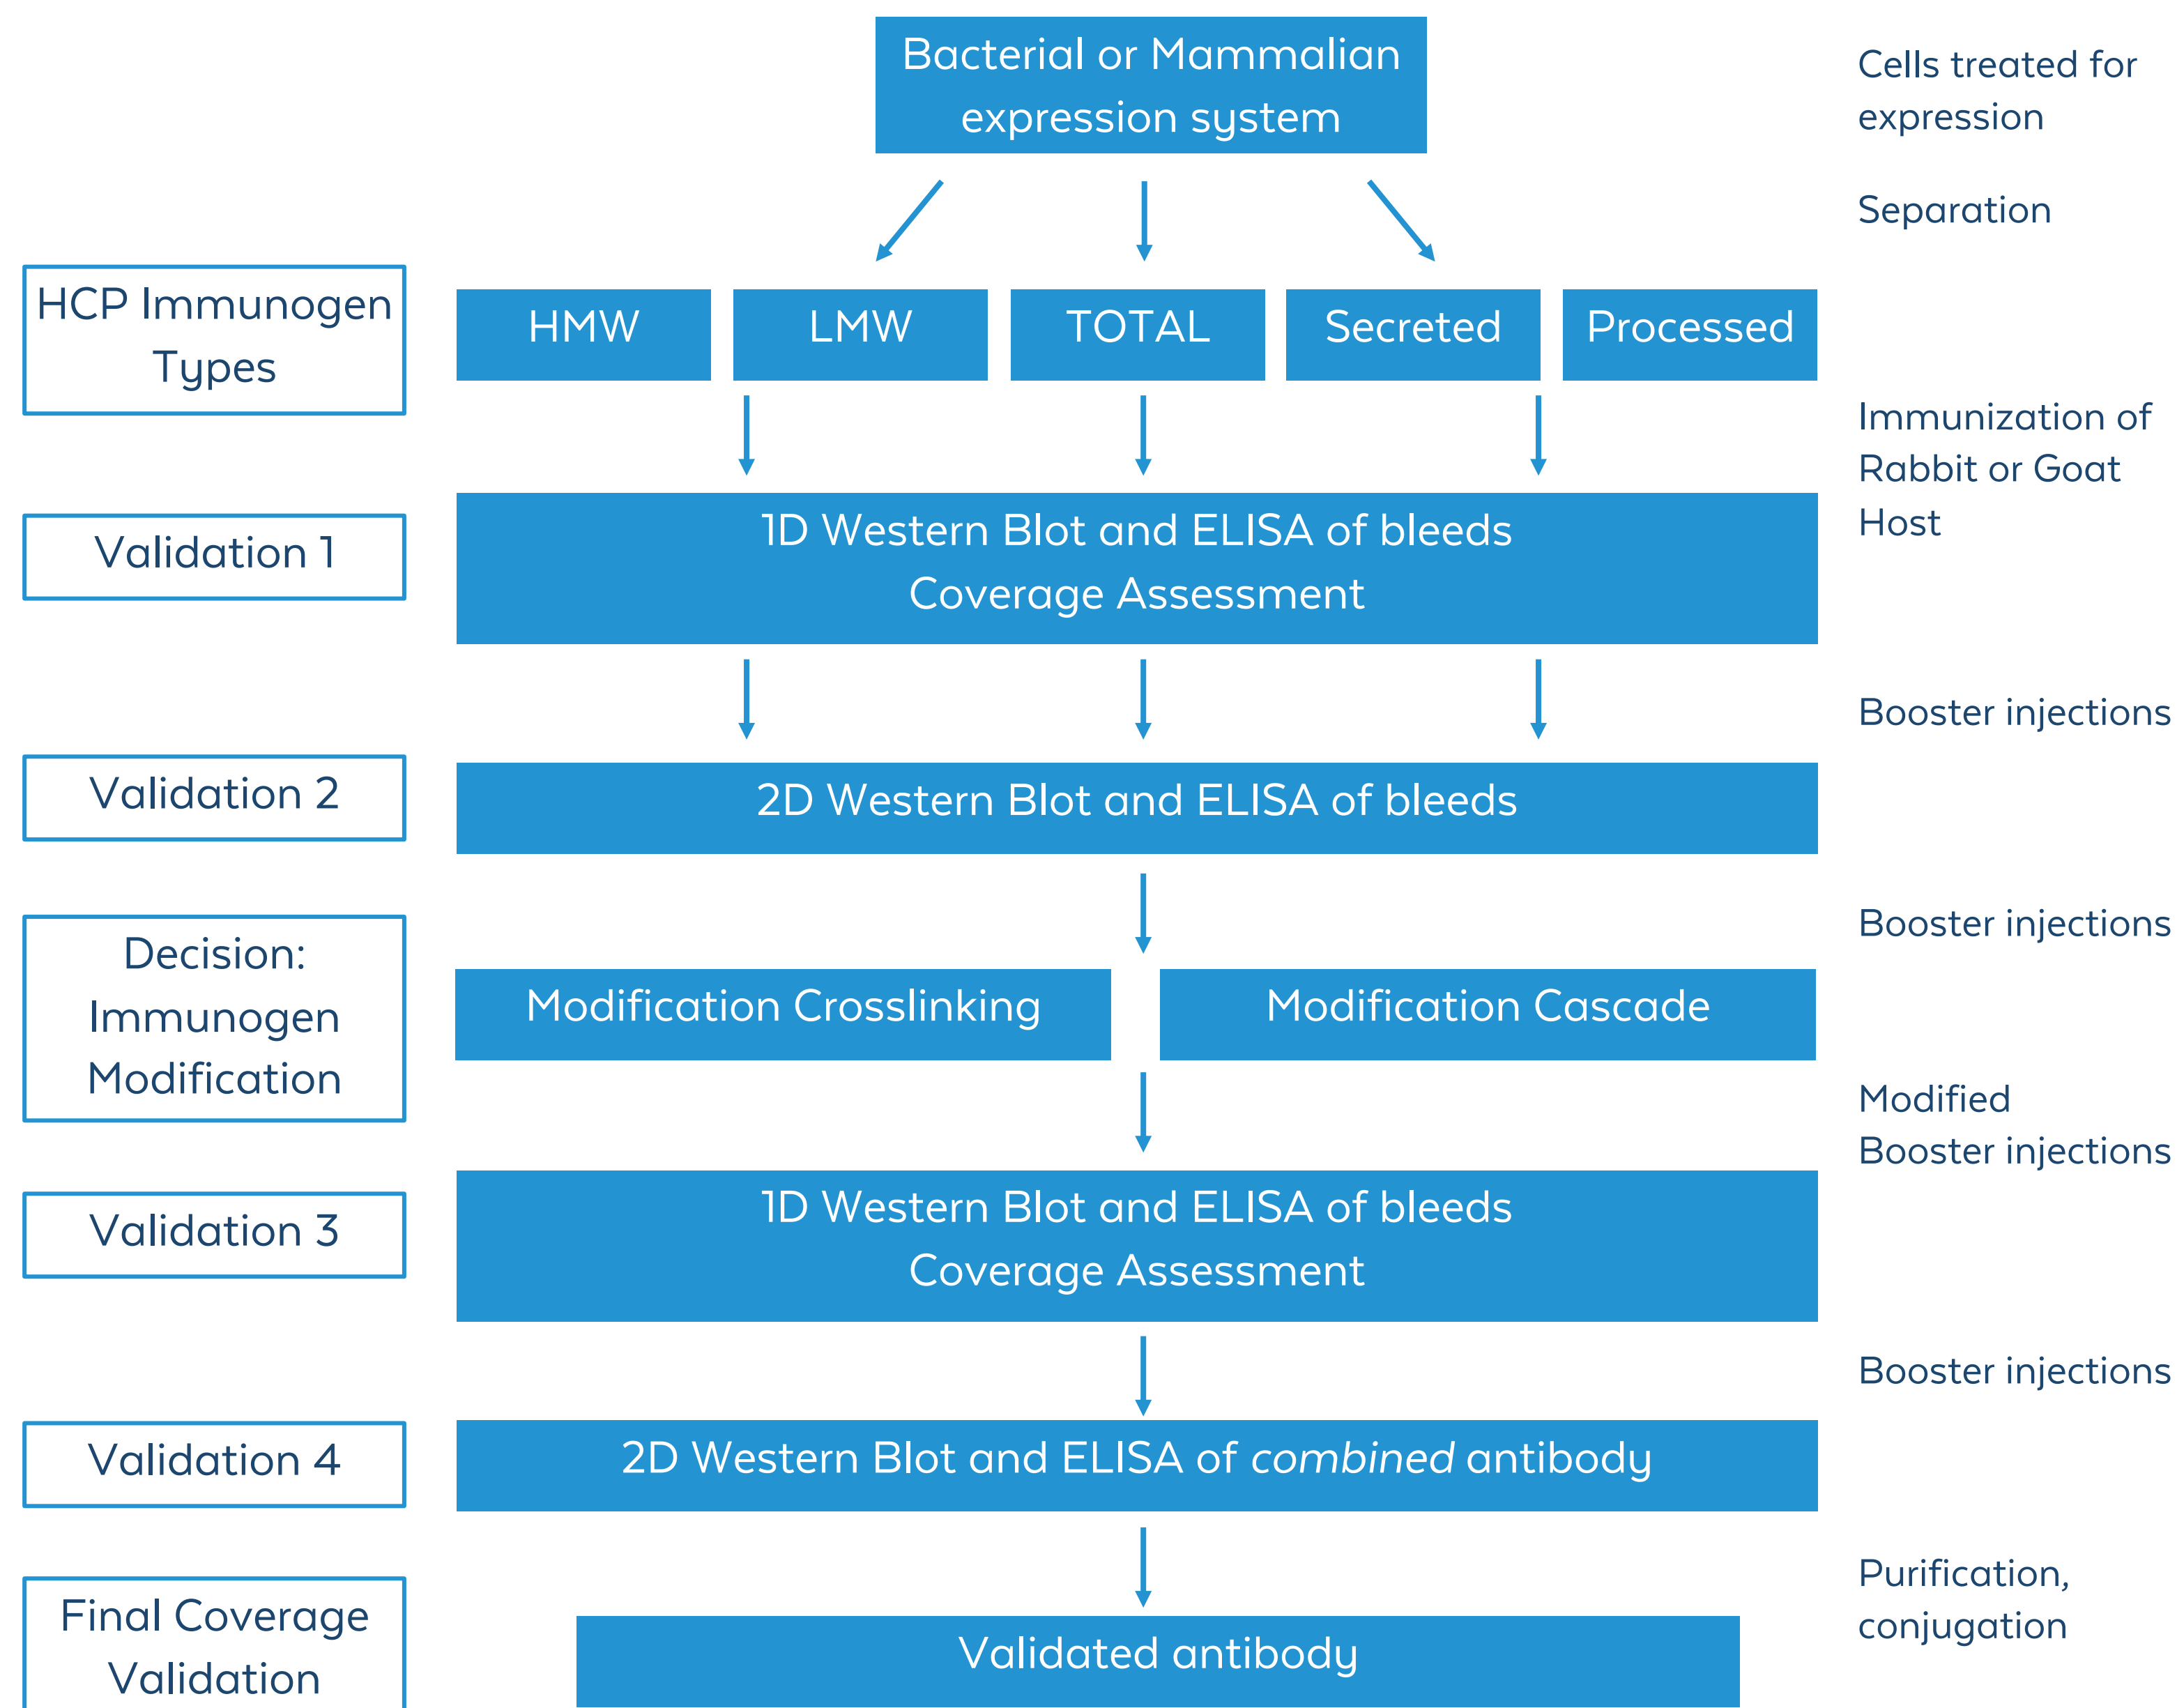 Bacterial or Mammalian
expression system
Cells treated for
expression
Separation
HCP Immunogen
Types
HMW
LMW
TOTAL
Secreted
Processed
Immunization of
Rabbit or Goat
Host
Validation 1
1D Western Blot and ELISA of bleeds
Coverage Assessment
Booster injections
Validation 2
2D Western Blot and ELISA of bleeds
Booster injections
Decision:
Immunogen
Modification
Modification Crosslinking
Modification Cascade
Modified
Booster injections
Validation 3
1D Western Blot and ELISA of bleeds
Coverage Assessment
Booster injections
Validation 4
2D Western Blot and ELISA of combined antibody
Purification,
conjugation
Final Coverage
Validation
Validated antibody